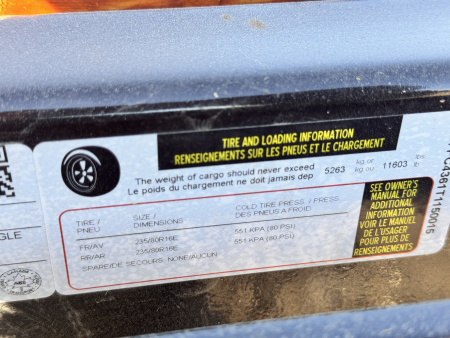 TIRE AND LOADING INFORMATION
RENSEIGNEMENTS SUR LES PNEUS ET LE CHARGEMENT
The weight of cargo should never exceed
Le poids du chargement ne doit jamais dep
5263 kg or kg ou 11603 lbs lb
TIRE / PNEU
SIZE / DIMENSIONS
COLD TIRE PRESS / PRESS DES PNEUS A FROID
FR/AV 235/80R16E 551 KPA (80 PSI)
RR/AR 235/80R16E 551 KPA (80 PSI)
SPARE/DE SECOURS, NONE/AUCUN
SEE OWNER'S
MANUAL FOR
ADDITIONAL
INFORMATION
VOIR LE MANUEL
DE L'USAGER
POUR PLUS DE
RENSEIGNEMENTS